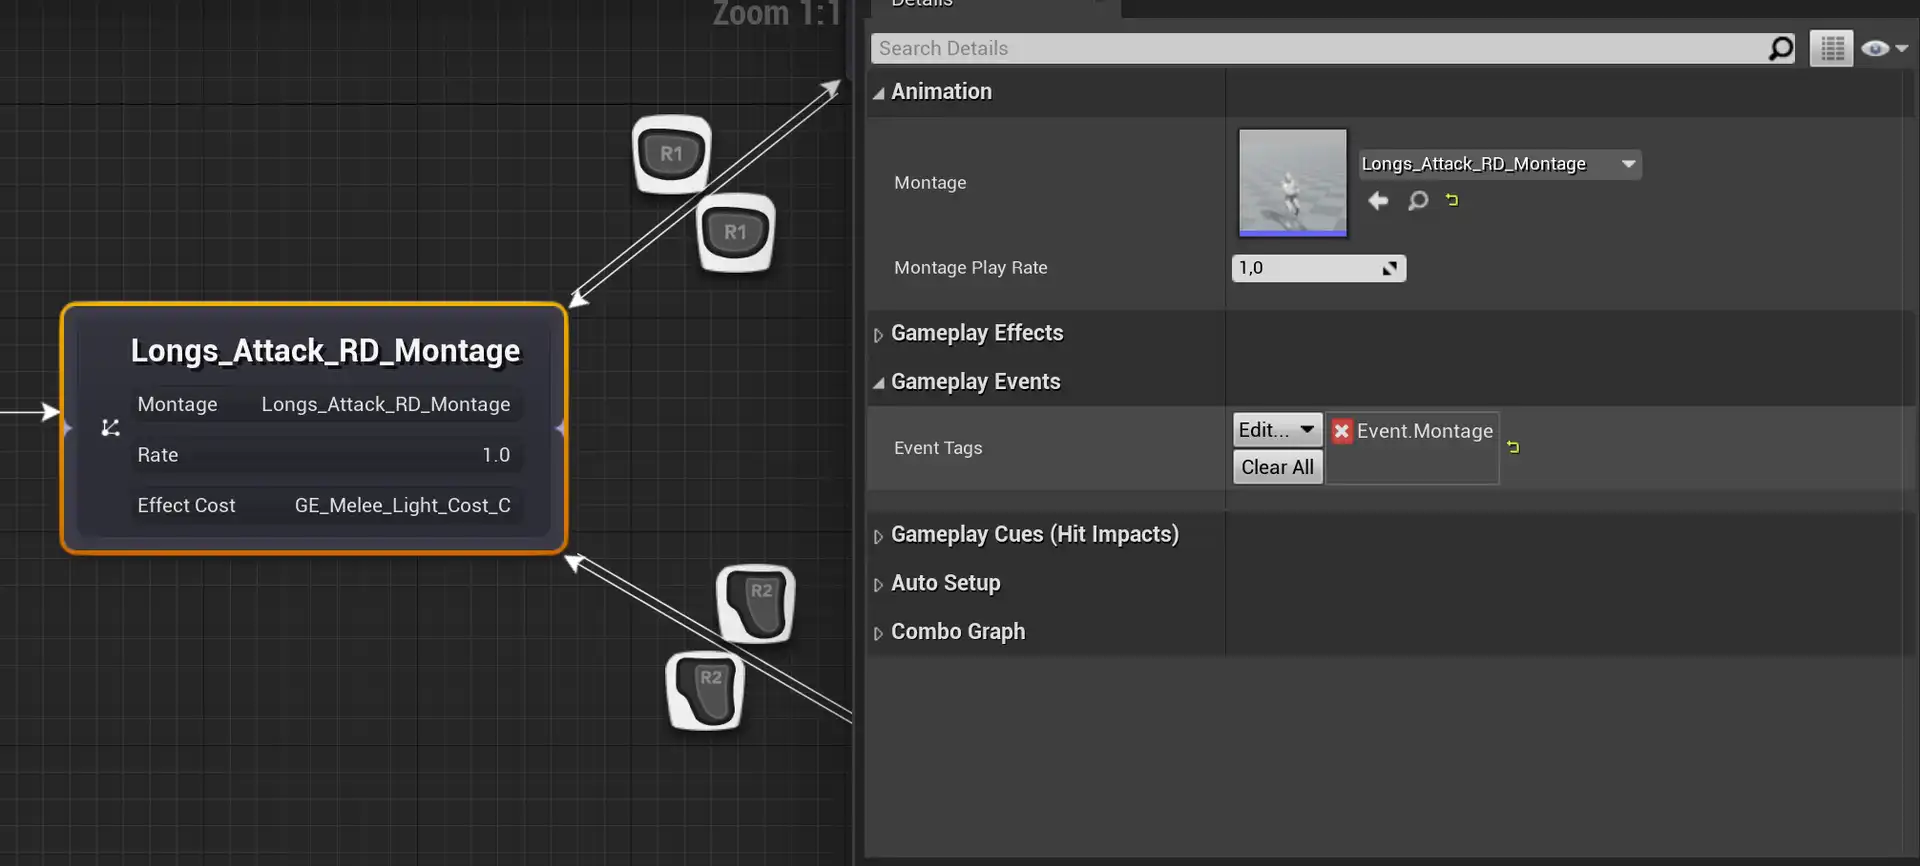 Zoom 1:1
R1
R1
Longs_Attack_RD_Montage
Montage Longs_Attack_RD_Montage
Rate 1.0
Effect Cost GE_Melee_Light_Cost_C
R2
R2
Details
Search Details
Animation
Montage Longs_Attack_RD_Montage
Montage Play Rate 1,0
Gameplay Effects
Gameplay Events
Event Tags Edit... Event.Montage
Clear All
Gameplay Cues (Hit Impacts)
Auto Setup
Combo Graph